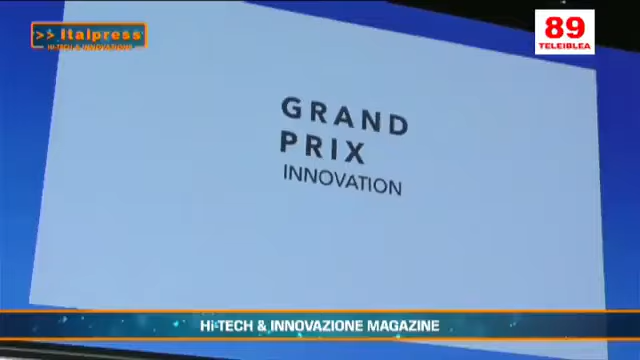 >> Italpress
Hi-TECH & INNOVAZIONE
89
TELEIBLEA
GRAND
PRIX
INNOVATION
Hi-TECH & INNOVAZIONE MAGAZINE